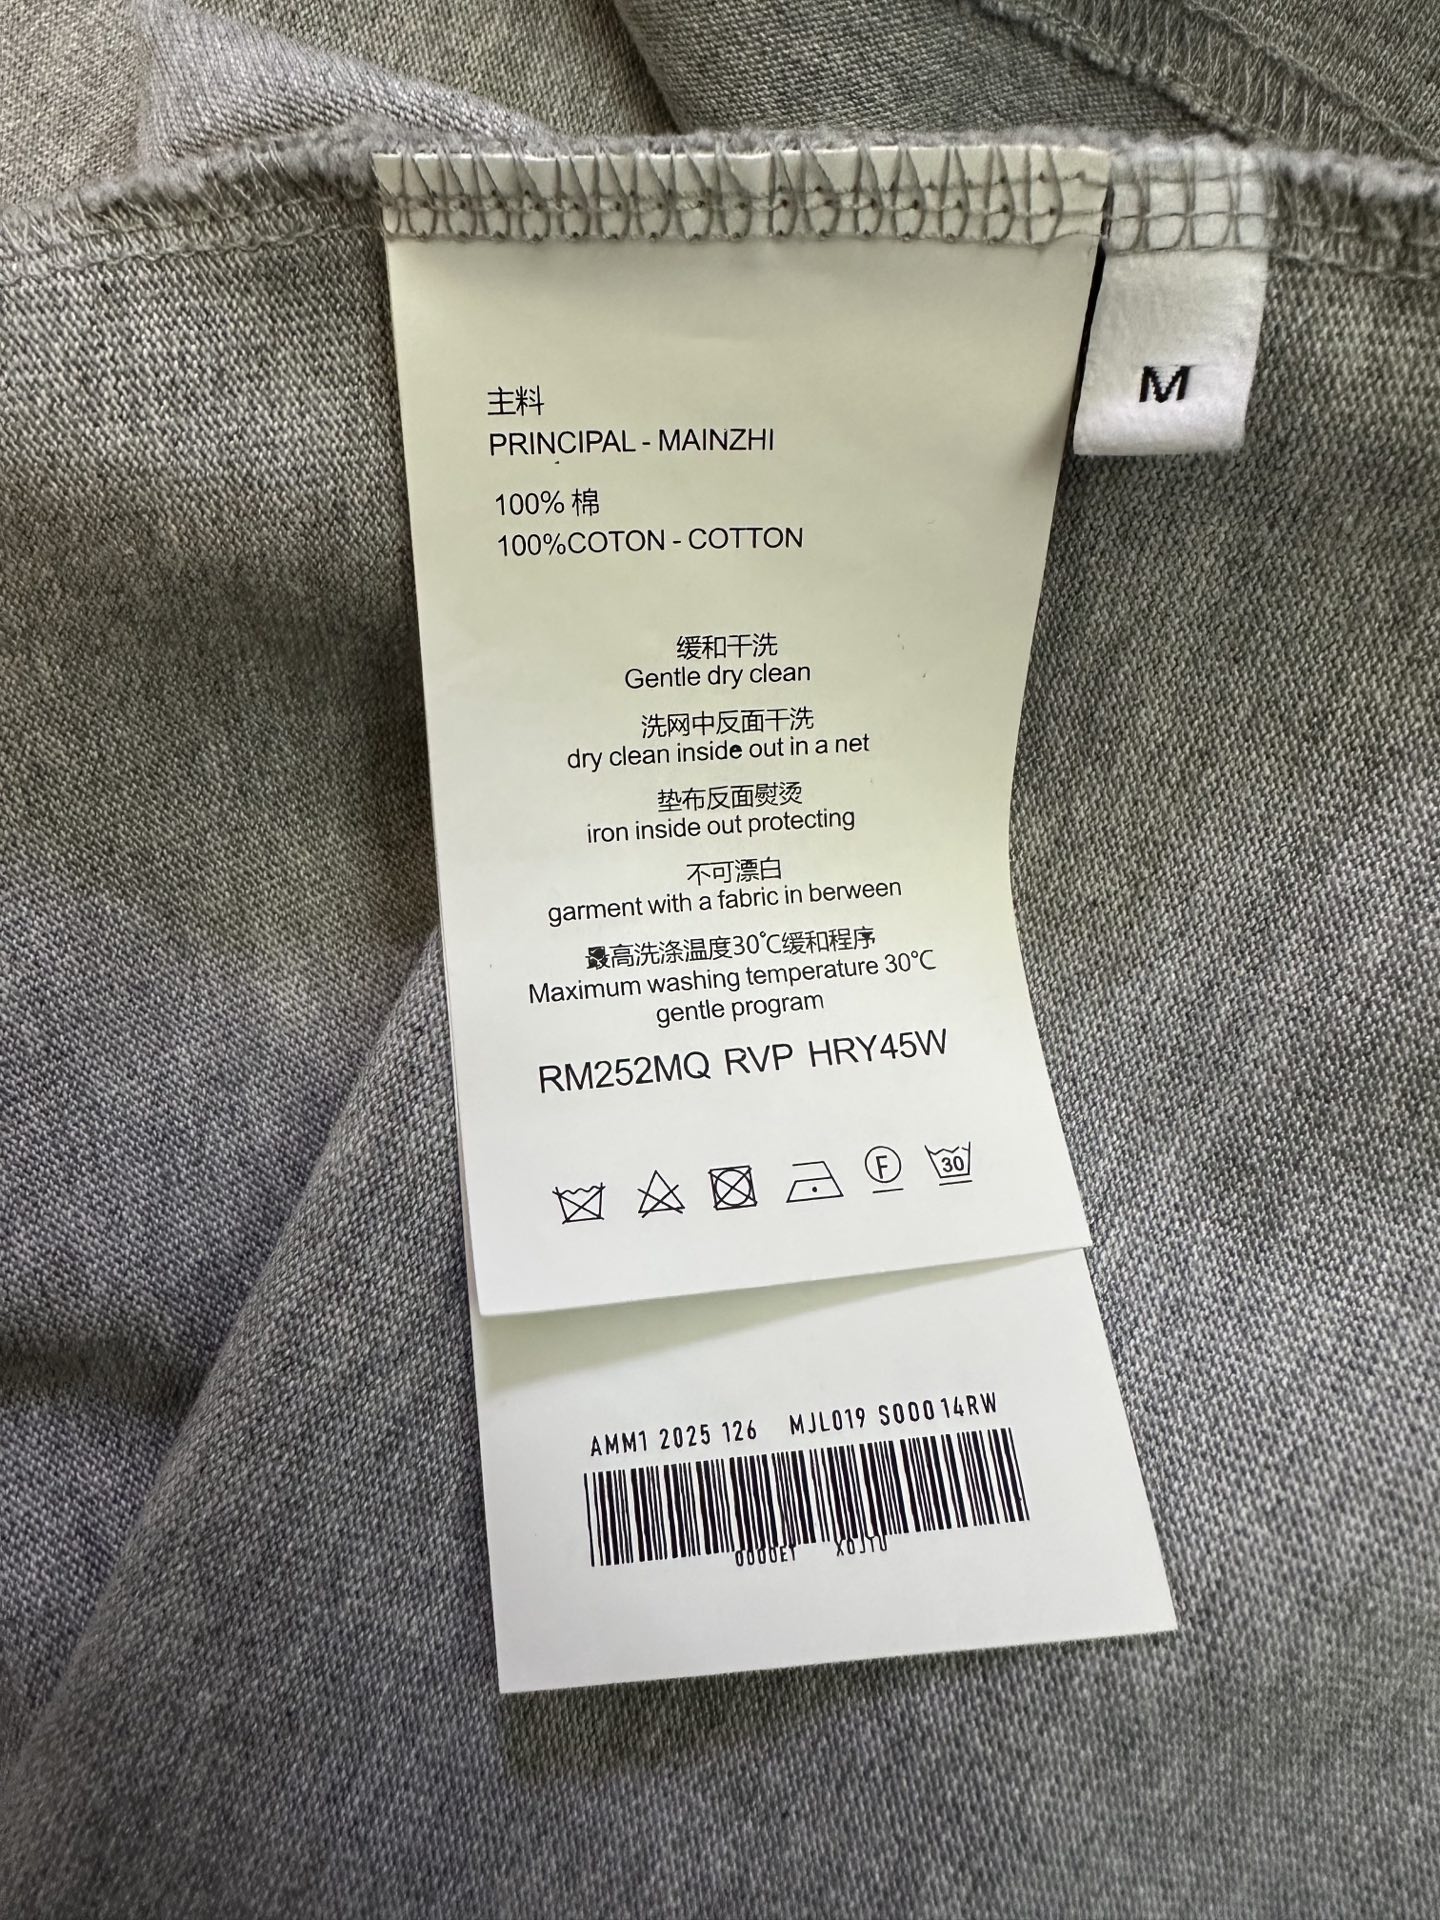 主料
PRINCIPAL - MAINZHI
100% 棉
100%COTON - COTTON
M
缓和干洗
Gentle dry clean
洗网中反面干洗
dry clean inside out in a net
垫布反面熨烫
iron inside out protecting
不可漂白
garment with a fabric in berween
最高洗涤温度30℃缓和程序
Maximum washing temperature 30℃
gentle program
RM252MQ RVP HRY45W
F 30
AMM1 2025 126 MJL019 S000 14RW